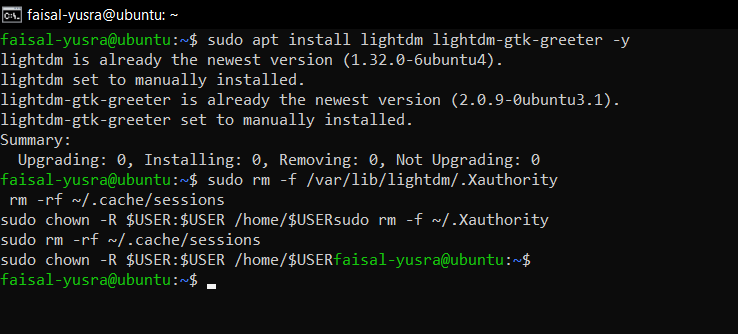 faisal-yusra@ubuntu: ~
faisal-yusra@ubuntu:~$ sudo apt install lightdm lightdm-gtk-greeter -y
lightdm is already the newest version (1.32.0-6ubuntu4).
lightdm set to manually installed.
lightdm-gtk-greeter is already the newest version (2.0.9-0ubuntu3.1).
lightdm-gtk-greeter set to manually installed.
Summary:
  Upgrading: 0, Installing: 0, Removing: 0, Not Upgrading: 0
faisal-yusra@ubuntu:~$ sudo rm -f /var/lib/lightdm/.Xauthority
 rm -rf ~/.cache/sessions
sudo chown -R $USER:$USER /home/$USERsudo rm -f ~/.Xauthority
sudo rm -rf ~/.cache/sessions
sudo chown -R $USER:$USER /home/$USERfaisal-yusra@ubuntu:~$
faisal-yusra@ubuntu:~$